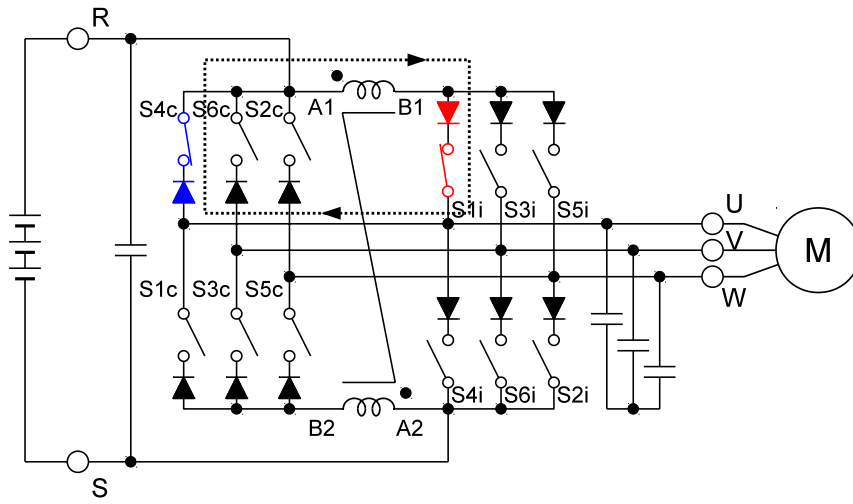 R
S4c S6c S2c A1 B1
S1i S3i S5i U
V
M
W
S1c S3c S5c
S4i S6i S2i
B2 A2
S